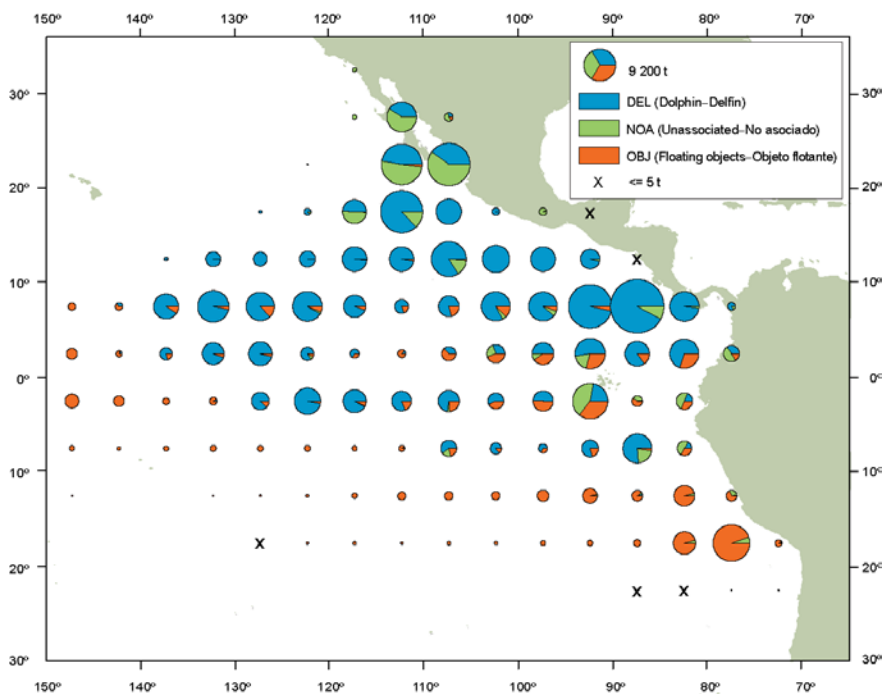 150º 140º 130º 120º 110º 100º 90º 80º 70º
9 200 t
30º 30º
DEL (Dolphin–Delfin)
NOA (Unassociated–No asociado)
OBJ (Floating objects–Objeto flotante)
X <= 5 t
20º 20º
X
X
10º 10º
0º 0º
10º 10º
X
20º 20º
X X
30º 30º
150º 140º 130º 120º 110º 100º 90º 80º 70º